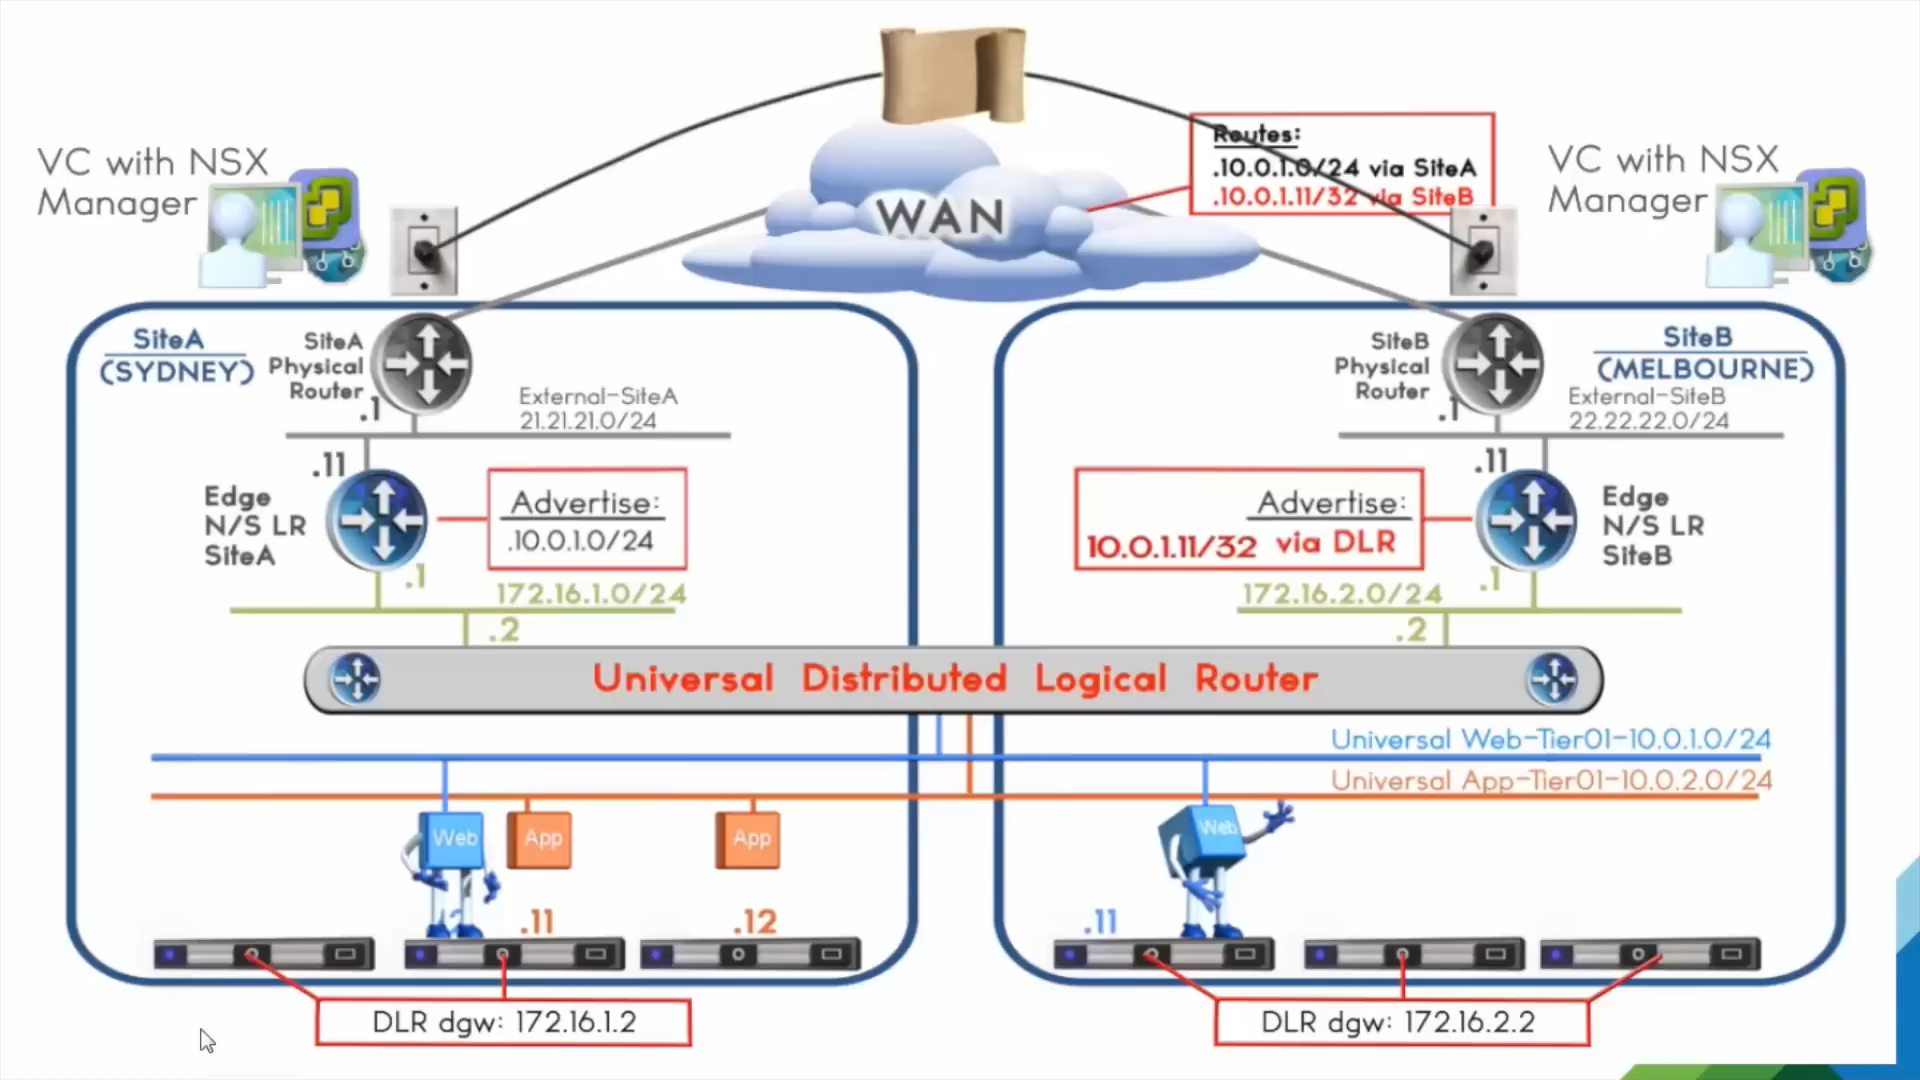 Routes:
.10.0.1.0/24 via SiteA
.10.0.1.11/32 via SiteB
WAN
VC with NSX
Manager
VC with NSX
Manager
SiteA
(SYDNEY)
SiteA
Physical
Router
.1
External-SiteA
21.21.21.0/24
.11
Edge
N/S LR
SiteA
Advertise:
.10.0.1.0/24
.1
172.16.1.0/24
.2
SiteB
Physical
Router
.1
SiteB
(MELBOURNE)
External-SiteB
22.22.22.0/24
.11
Advertise:
10.0.1.11/32 via DLR
Edge
N/S LR
SiteB
172.16.2.0/24
.1
.2
Universal Distributed Logical Router
Universal Web-Tier01-10.0.1.0/24
Universal App-Tier01-10.0.2.0/24
Web
App
App
Web
.11
.12
.11
DLR dgw: 172.16.1.2
DLR dgw: 172.16.2.2